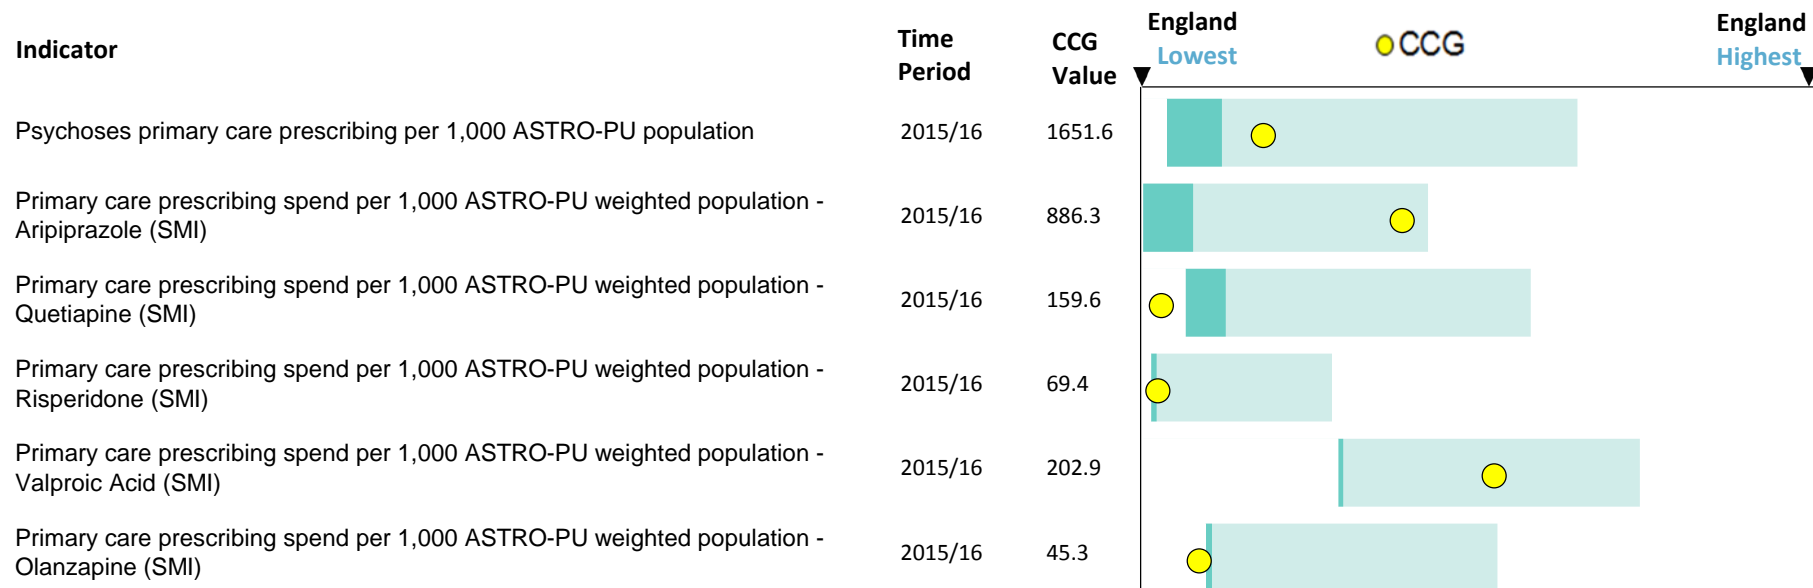 Indicator
Time Period
CCG Value
England Lowest
CCG
England Highest
Psychoses primary care prescribing per 1,000 ASTRO-PU population 2015/16 1651.6
Primary care prescribing spend per 1,000 ASTRO-PU weighted population -
Aripiprazole (SMI) 2015/16 886.3
Primary care prescribing spend per 1,000 ASTRO-PU weighted population -
Quetiapine (SMI) 2015/16 159.6
Primary care prescribing spend per 1,000 ASTRO-PU weighted population -
Risperidone (SMI) 2015/16 69.4
Primary care prescribing spend per 1,000 ASTRO-PU weighted population -
Valproic Acid (SMI) 2015/16 202.9
Primary care prescribing spend per 1,000 ASTRO-PU weighted population -
Olanzapine (SMI) 2015/16 45.3